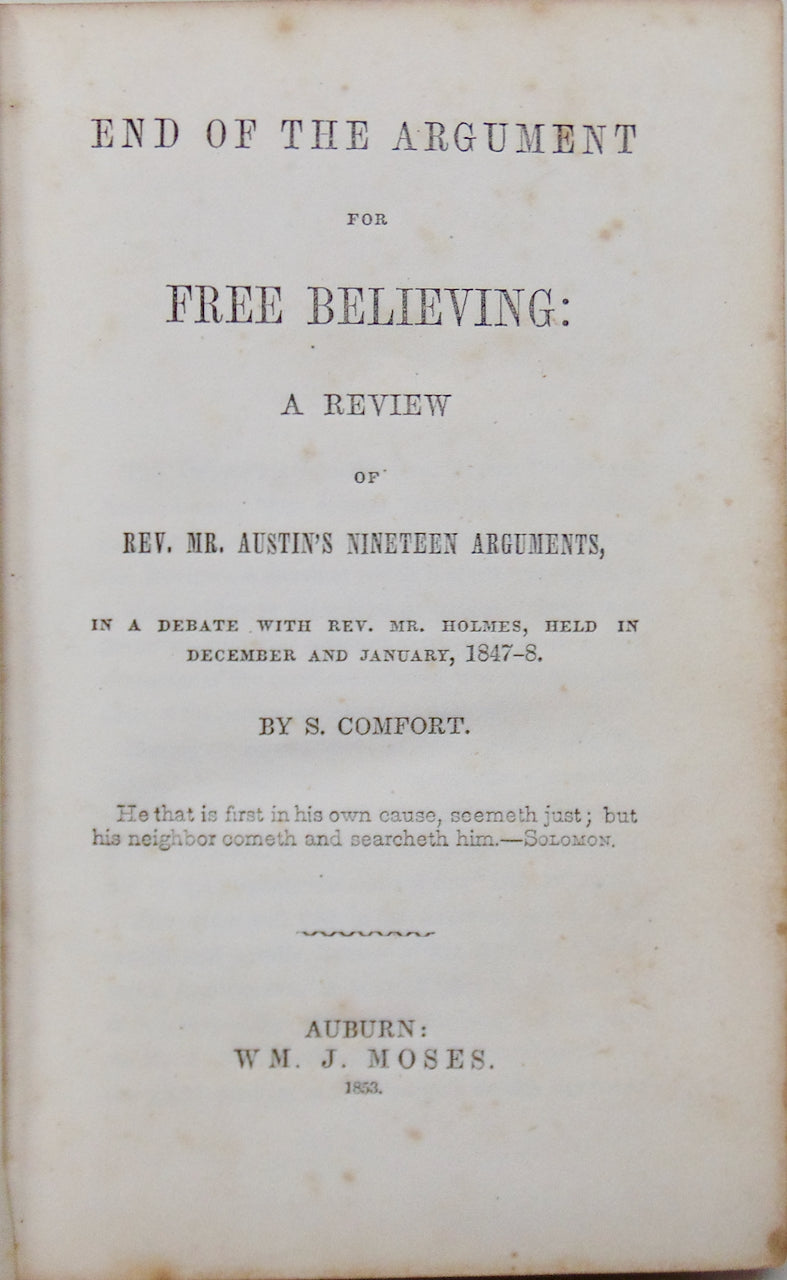 END OF THE ARGUMENT
FOR
FREE BELIEVING:
A REVIEW
OF
REV. MR. AUSTIN'S NINETEEN ARGUMENTS,
IN A DEBATE WITH REV. MR. HOLMES, HELD IN
DECEMBER AND JANUARY, 1847–8.
BY S. COMFORT.
He that is first in his own cause, seemeth just; but
his neighbor cometh and searcheth him.—SOLOMON.
AUBURN:
WM. J. MOSES.
1853.